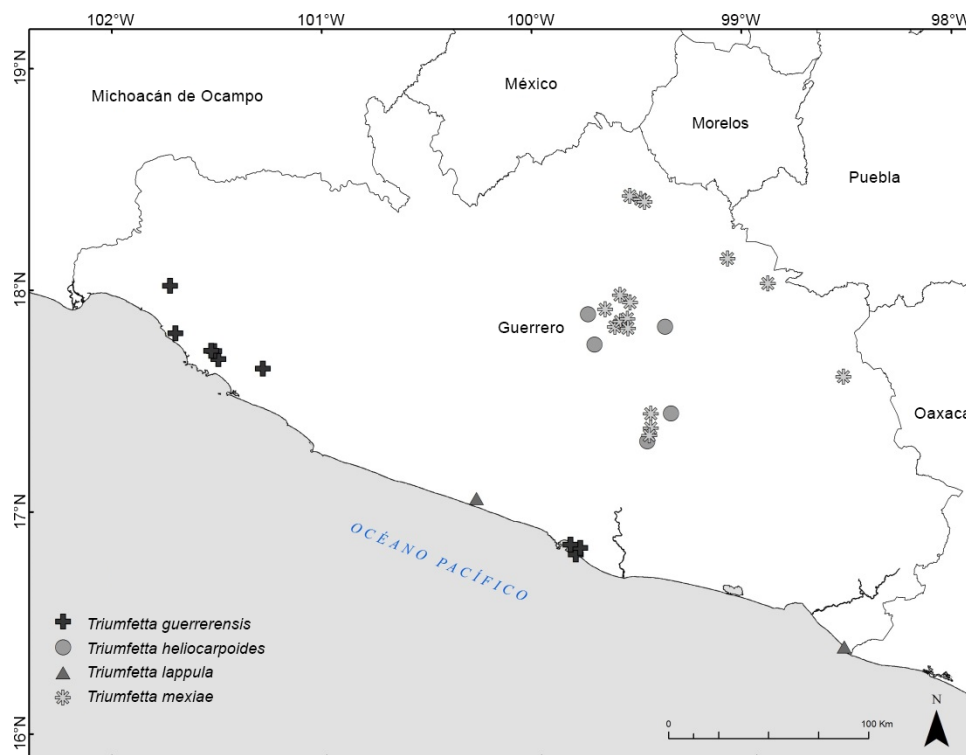 102°W 101°W 100°W 99°W 98°W
19°N
18°N
17°N
16°N
Michoacán de Ocampo
México
Morelos
Puebla
Guerrero
Oaxaca
OCÉANO PACÍFICO
Triumfetta guerrerensis
Triumfetta heliocarpoides
Triumfetta lappula
Triumfetta mexiae
N
0 100 Km